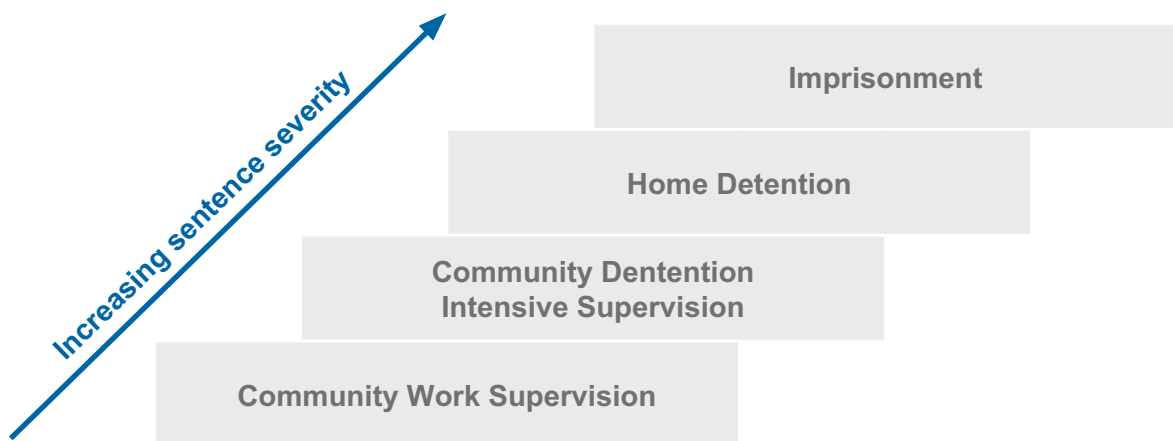 Increasing sentence severity
Imprisonment
Home Detention
Community Dentention
Intensive Supervision
Community Work Supervision